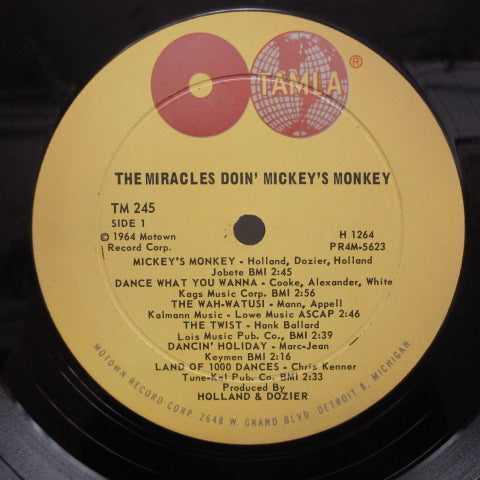 TAMLA ®
THE MIRACLES DOIN' MICKEY'S MONKEY
TM 245
SIDE 1
© 1964 Motown
Record Corp.
H 1264
PR4M-5623
MICKEY'S MONKEY - Holland, Dozier, Holland
Jobete BMI 2:45
DANCE WHAT YOU WANNA - Cooke, Alexander, White
Kags Music Corp. BMI 2:56
THE WAH-WATUSI - Mann, Appell
Kalmann Music - Lowe Music ASCAP 2:46
THE TWIST - Hank Ballard
Lois Music Pub. Co., BMI 2:39
DANCIN' HOLIDAY - Marc-Jean
Keymen BMI 2:16
LAND OF 1000 DANCES - Chris Kenner
Tune-Kel Pub. Co. BMI 2:33
Produced By
HOLLAND & DOZIER
MOTOWN RECORD CORP. 2648 W. GRAND BLVD. DETROIT 8, MICHIGAN